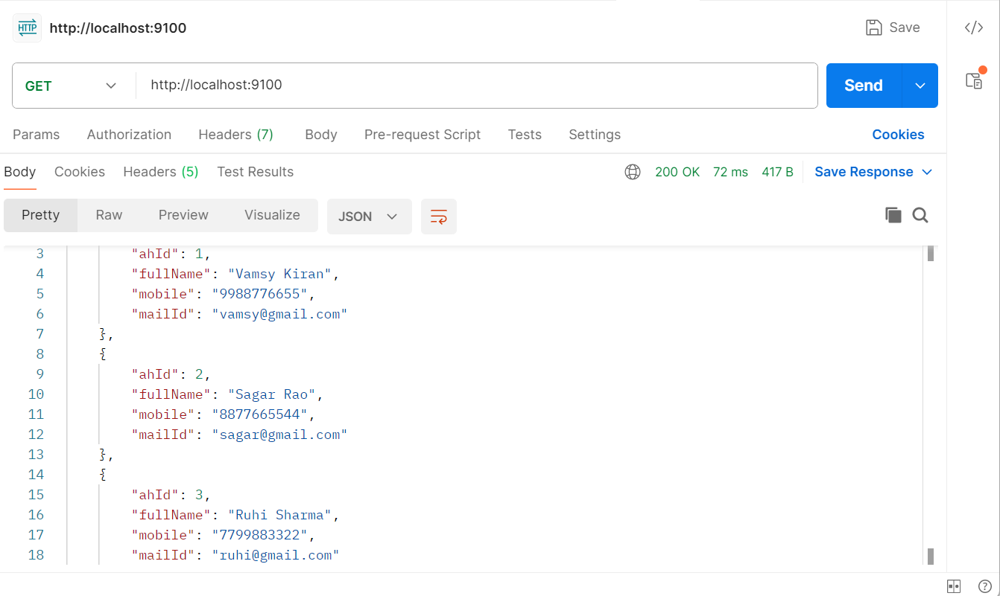 HTTP http://localhost:9100 Save </>
GET http://localhost:9100 Send
Params Authorization Headers (7) Body Pre-request Script Tests Settings Cookies
Body Cookies Headers (5) Test Results 200 OK 72 ms 417 B Save Response
Pretty Raw Preview Visualize JSON
3 "ahId": 1,
4 "fullName": "Vamsy Kiran",
5 "mobile": "9988776655",
6 "mailId": "vamsy@gmail.com"
7 },
8 {
9 "ahId": 2,
10 "fullName": "Sagar Rao",
11 "mobile": "8877665544",
12 "mailId": "sagar@gmail.com"
13 },
14 {
15 "ahId": 3,
16 "fullName": "Ruhi Sharma",
17 "mobile": "7799883322",
18 "mailId": "ruhi@gmail.com"